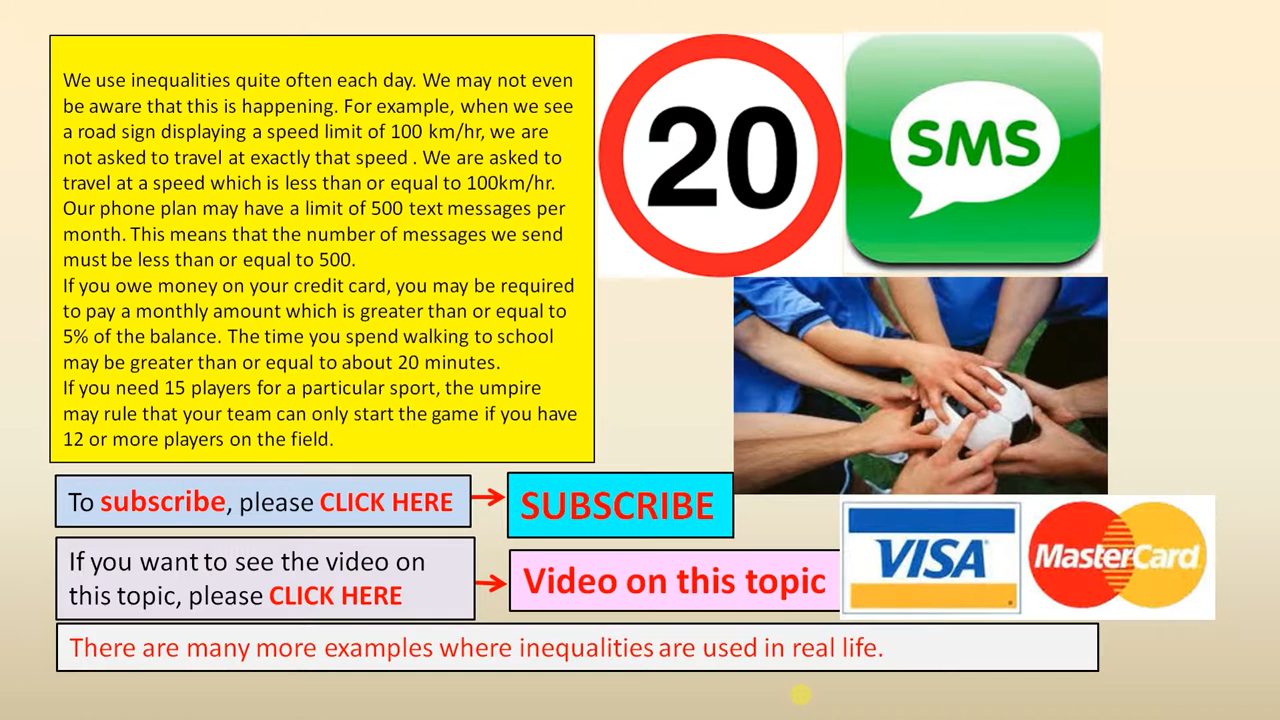 We use inequalities quite often each day. We may not even
be aware that this is happening. For example, when we see
a road sign displaying a speed limit of 100 km/hr, we are
not asked to travel at exactly that speed . We are asked to
travel at a speed which is less than or equal to 100km/hr.
Our phone plan may have a limit of 500 text messages per
month. This means that the number of messages we send
must be less than or equal to 500.
If you owe money on your credit card, you may be required
to pay a monthly amount which is greater than or equal to
5% of the balance. The time you spend walking to school
may be greater than or equal to about 20 minutes.
If you need 15 players for a particular sport, the umpire
may rule that your team can only start the game if you have
12 or more players on the field.
20
SMS
To subscribe, please CLICK HERE
SUBSCRIBE
If you want to see the video on
this topic, please CLICK HERE
Video on this topic
VISA
MasterCard
There are many more examples where inequalities are used in real life.